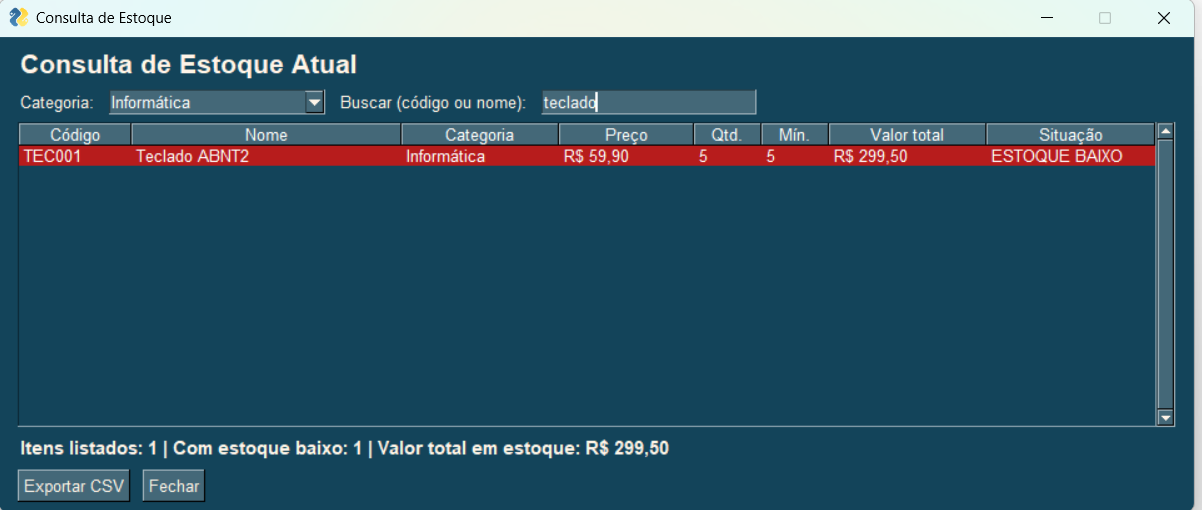 Consulta de Estoque
Consulta de Estoque Atual
Categoria: Informática Buscar (código ou nome): teclado
Código Nome Categoria Preço Qtd. Mín. Valor total Situação
TEC001 Teclado ABNT2 Informática R$ 59,90 5 5 R$ 299,50 ESTOQUE BAIXO
Itens listados: 1 | Com estoque baixo: 1 | Valor total em estoque: R$ 299,50
Exportar CSV Fechar